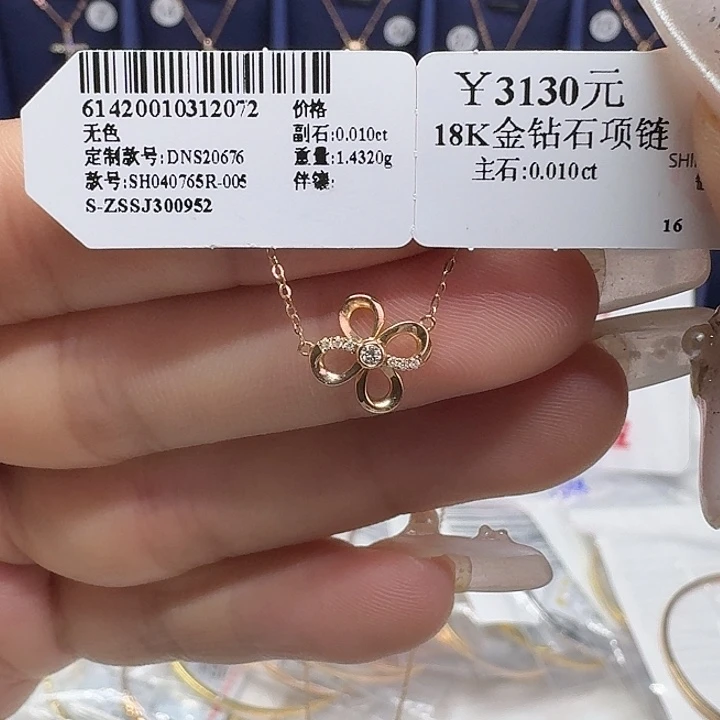 61420010312072
无色
定制款号:DNS20676
款号:SH040765R-005
S-ZSSJ300952
价格
副石:0.010ct
重量:1.4320g
伴镶:
￥3130元
18K金钻石项链
主石:0.010ct
16